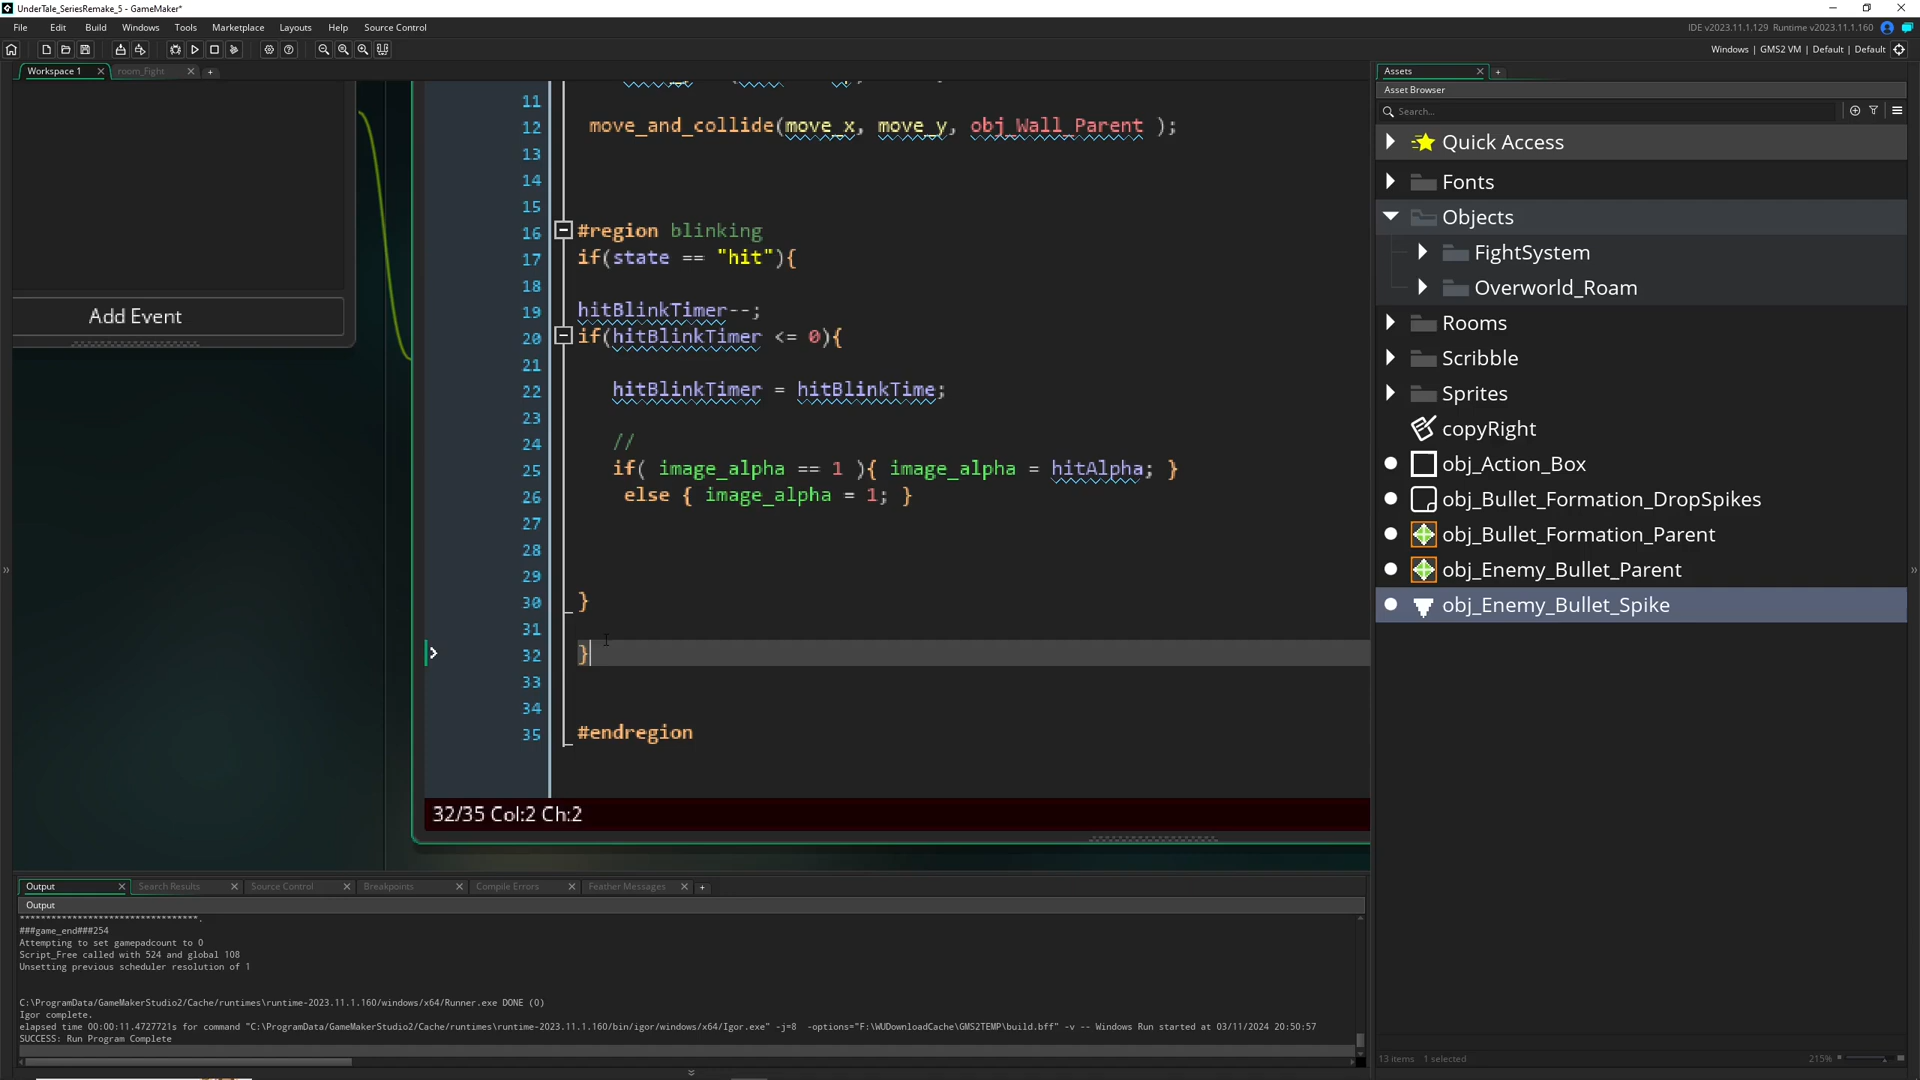 UnderTale_SeriesRemake_5 - GameMaker*
File Edit Build Windows Tools Marketplace Layouts Help Source Control
IDE v2023.11.1.129 Runtime v2023.11.1.160
Windows | GMS2 VM | Default | Default
Workspace 1
room_Fight
Add Event
11
12 move_and_collide(move_x, move_y, obj_Wall_Parent );
13
14
15
16 #region blinking
17 if(state == "hit"){
18
19 hitBlinkTimer--;
20 if(hitBlinkTimer <= 0){
21
22 hitBlinkTimer = hitBlinkTime;
23
24 //
25 if( image_alpha == 1 ){ image_alpha = hitAlpha; }
26 else { image_alpha = 1; }
27
28
29
30 }
31
32 }
33
34
35 #endregion
32/35 Col:2 Ch:2
Assets
Asset Browser
Search...
Quick Access
Fonts
Objects
FightSystem
Overworld_Roam
Rooms
Scribble
Sprites
copyRight
obj_Action_Box
obj_Bullet_Formation_DropSpikes
obj_Bullet_Formation_Parent
obj_Enemy_Bullet_Parent
obj_Enemy_Bullet_Spike
13 items 1 selected
215%
Output Search Results Source Control Breakpoints Compile Errors Feather Messages
Output
***********************************.
###game_end###254
Attempting to set gamepadcount to 0
Script_Free called with 524 and global 108
Unsetting previous scheduler resolution of 1
C:\ProgramData/GameMakerStudio2/Cache/runtimes\runtime-2023.11.1.160/windows/x64/Runner.exe DONE (0)
Igor complete.
elapsed time 00:00:11.4727721s for command "C:\ProgramData/GameMakerStudio2/Cache/runtimes\runtime-2023.11.1.160/bin/igor/windows/x64/Igor.exe" -j=8 -options="F:\WUDownloadCache\GMS2TEMP\build.bff" -v -- Windows Run started at 03/11/2024 20:50:57
SUCCESS: Run Program Complete